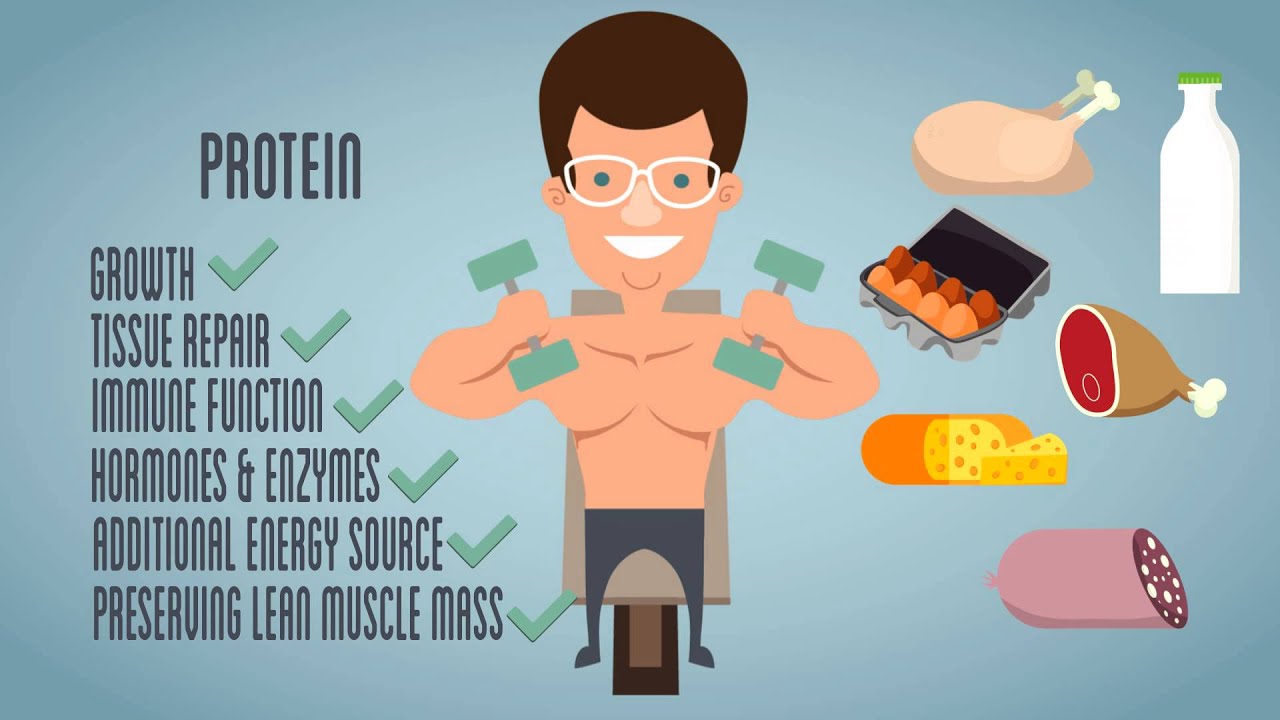 PROTEIN
GROWTH
TISSUE REPAIR
IMMUNE FUNCTION
HORMONES & ENZYMES
ADDITIONAL ENERGY SOURCE
PRESERVING LEAN MUSCLE MASS